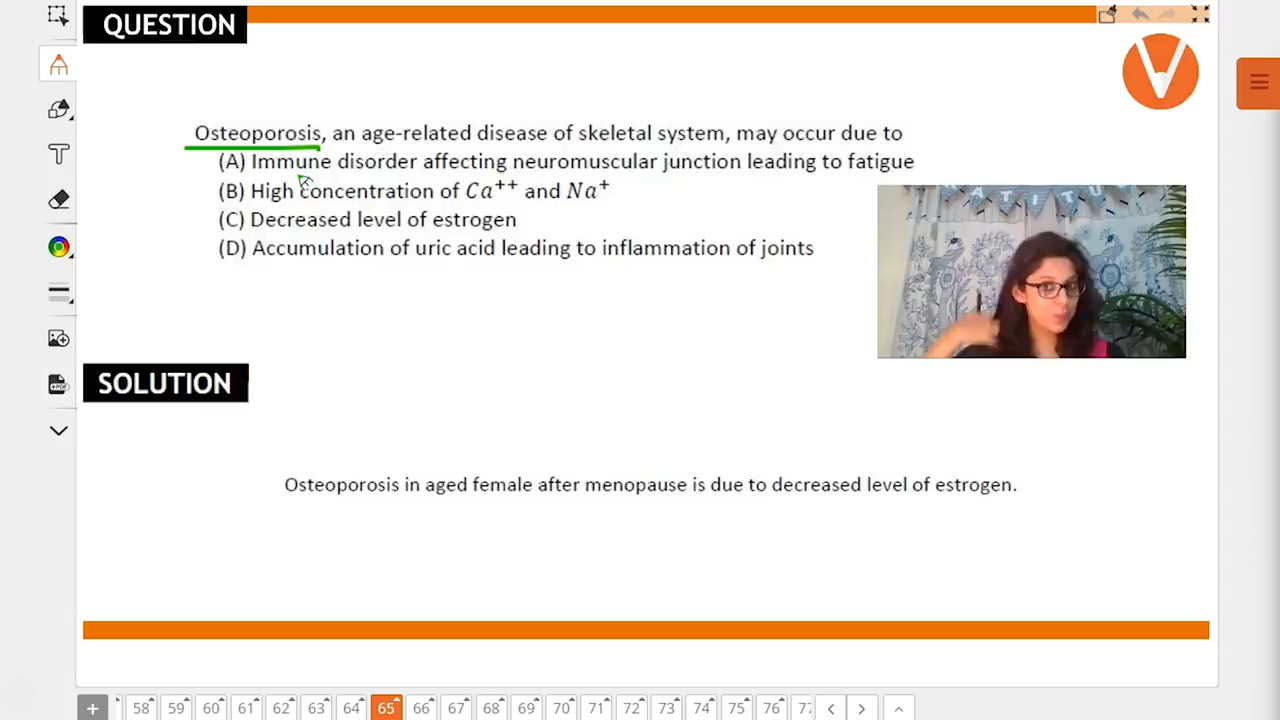 QUESTION
Osteoporosis, an age-related disease of skeletal system, may occur due to
(A) Immune disorder affecting neuromuscular junction leading to fatigue
(B) High concentration of Ca⁺⁺ and Na⁺
(C) Decreased level of estrogen
(D) Accumulation of uric acid leading to inflammation of joints
A T I T U
SOLUTION
Osteoporosis in aged female after menopause is due to decreased level of estrogen.
58 59 60 61 62 63 64 65 66 67 68 69 70 71 72 73 74 75 76 77